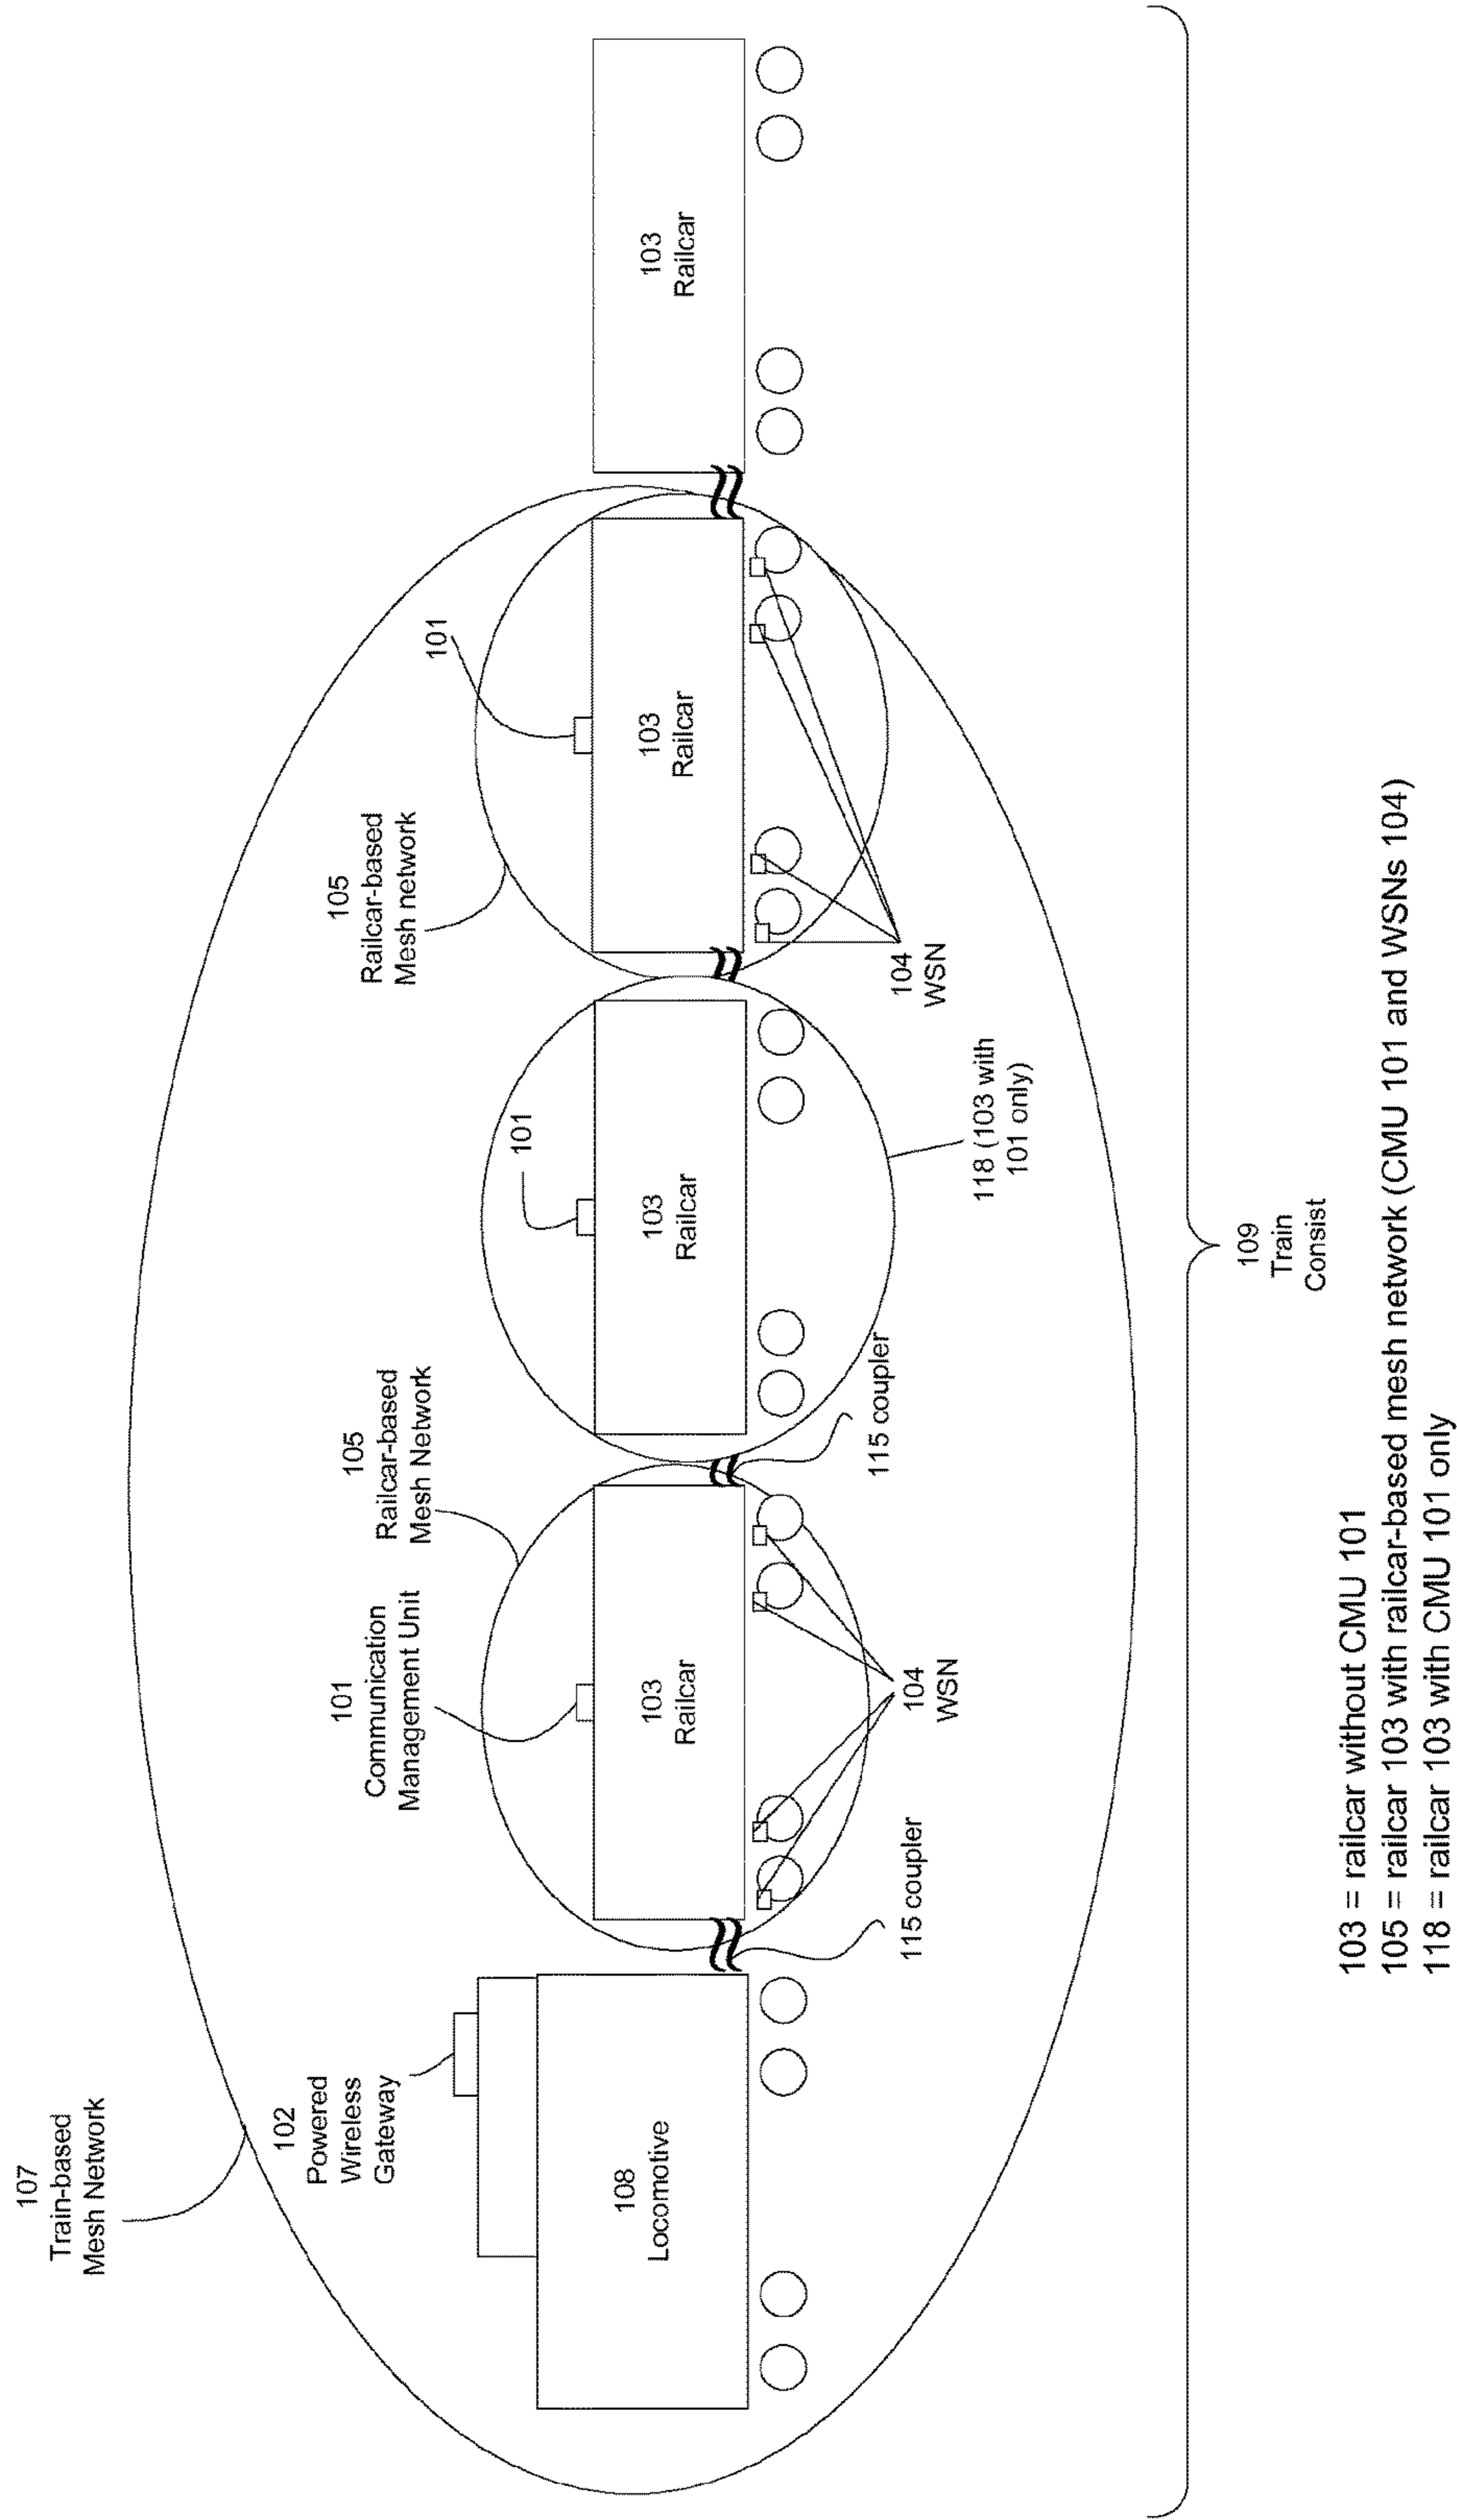 107
Train-based
Mesh Network
102
Powered
Wireless
Gateway
108
Locomotive
115 coupler
101
Communication
Management Unit
105
Railcar-based
Mesh Network
103
Railcar
104
WSN
115 coupler
101
103
Railcar
118 (103 with
101 only)
105
Railcar-based
Mesh network
101
103
Railcar
104
WSN
103
Railcar
109
Train
Consist
103 = railcar without CMU 101
105 = railcar 103 with railcar-based mesh network (CMU 101 and WSNs 104)
118 = railcar 103 with CMU 101 only